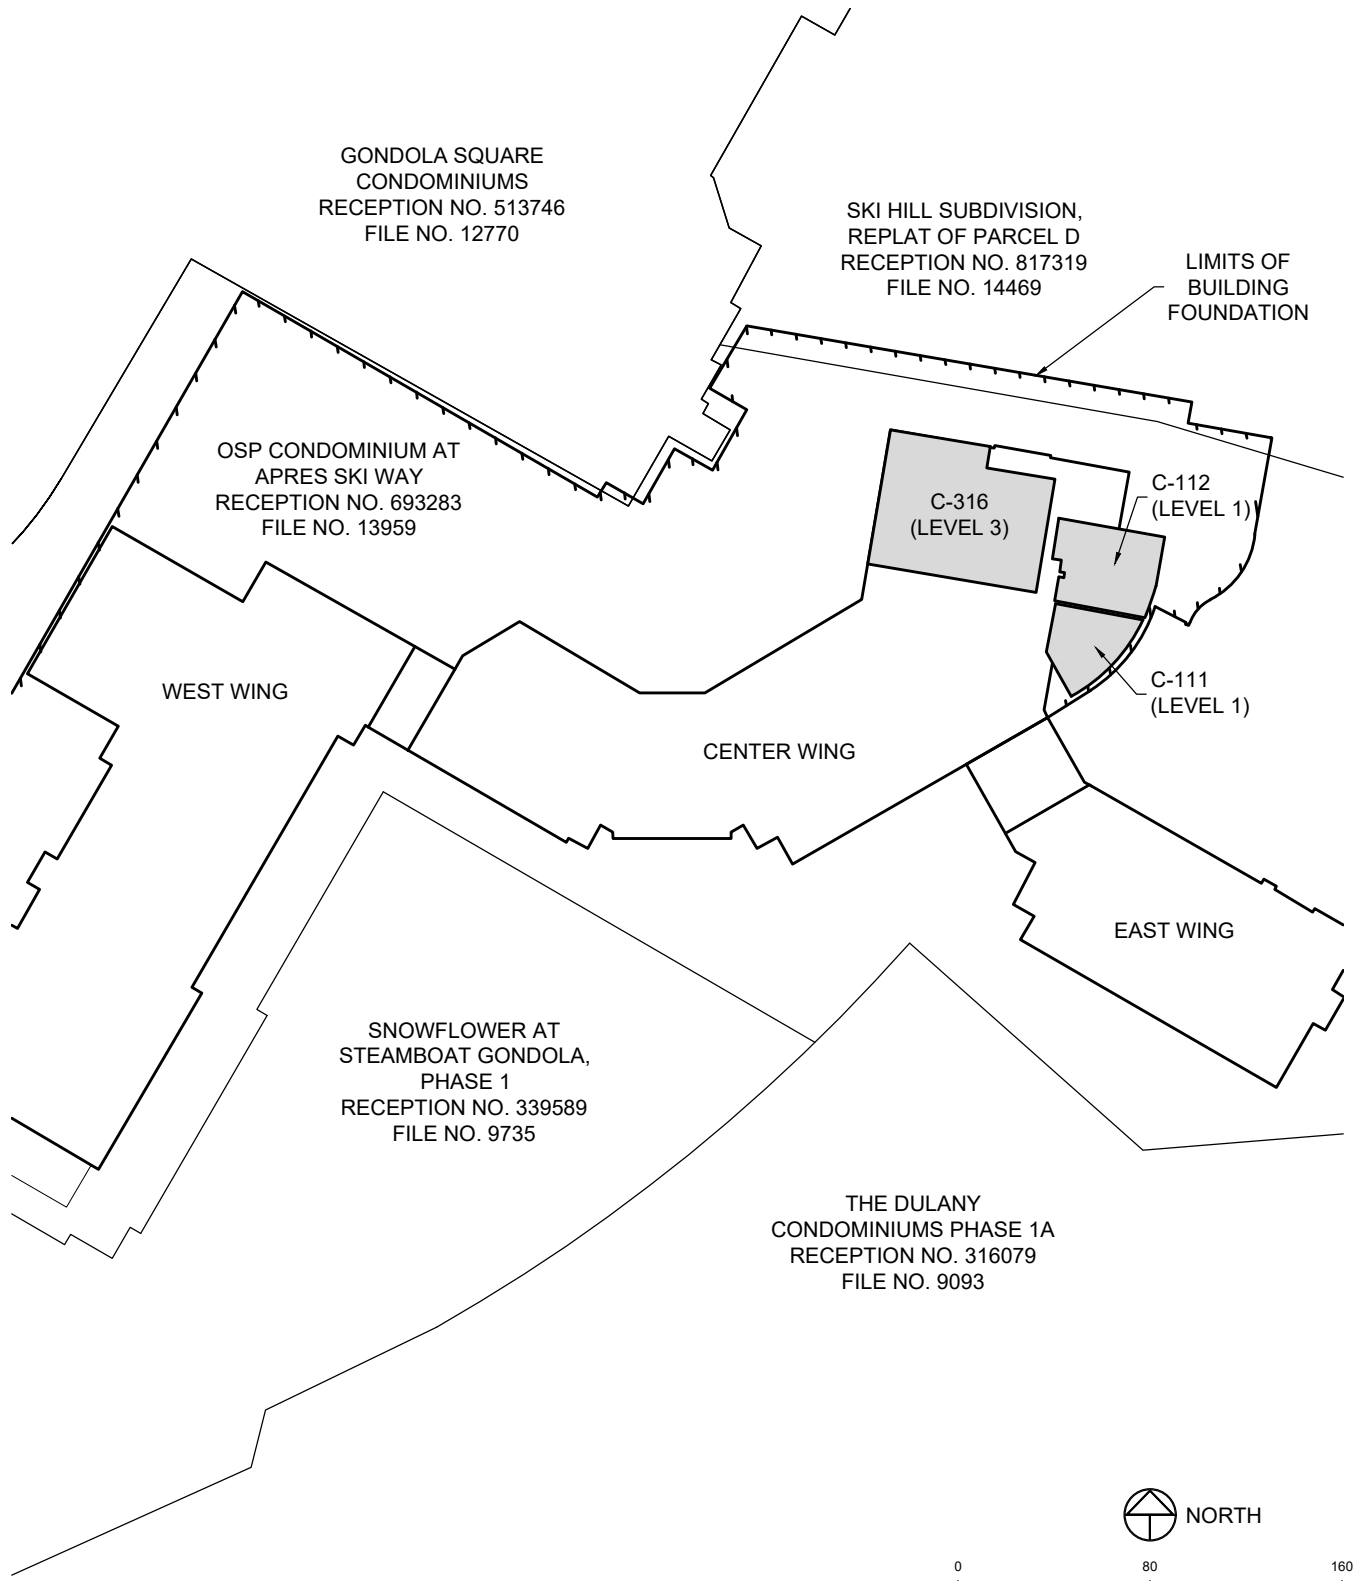 GONDOLA SQUARE
CONDOMINIUMS
RECEPTION NO. 513746
FILE NO. 12770
SKI HILL SUBDIVISION,
REPLAT OF PARCEL D
RECEPTION NO. 817319
FILE NO. 14469
LIMITS OF
BUILDING
FOUNDATION
OSP CONDOMINIUM AT
APRES SKI WAY
RECEPTION NO. 693283
FILE NO. 13959
C-316
(LEVEL 3)
C-112
(LEVEL 1)
C-111
(LEVEL 1)
WEST WING
CENTER WING
EAST WING
SNOWFLOWER AT
STEAMBOAT GONDOLA,
PHASE 1
RECEPTION NO. 339589
FILE NO. 9735
THE DULANY
CONDOMINIUMS PHASE 1A
RECEPTION NO. 316079
FILE NO. 9093
NORTH
0 80 160